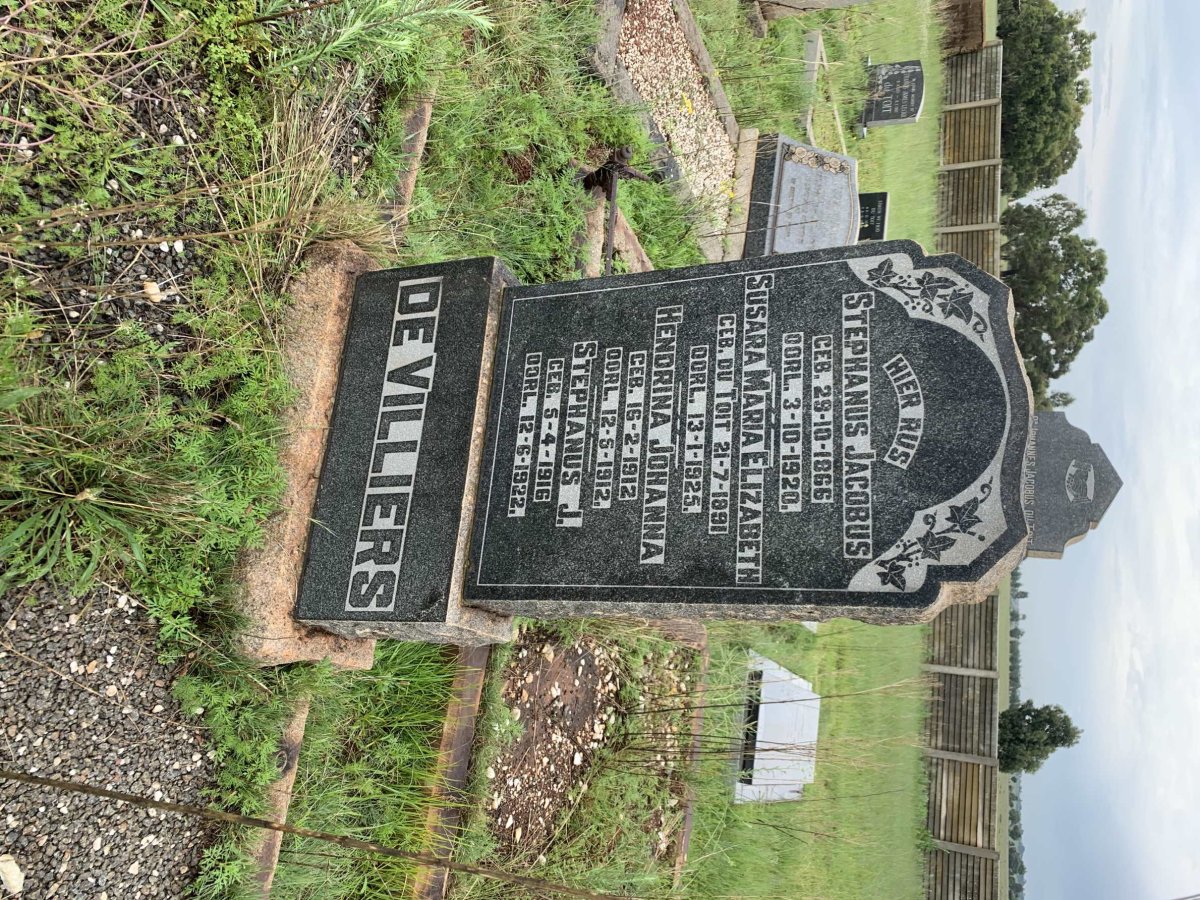 HIER RUS
STEPHANUS JACOBUS
GEB. 29-10-1866
OORL. 3-10-1920.
SUSARA MARIA ELIZABETH
GEB. DU TOIT 21-7-1891
OORL. 13-1-1925.
HENDRINA JOHANNA
GEB. 16-2-1912
OORL. 12-5-1912.
STEPHANUS J.
GEB. 5-4-1916
OORL. 12-6-1922.
DE VILLIERS
DU TOIT